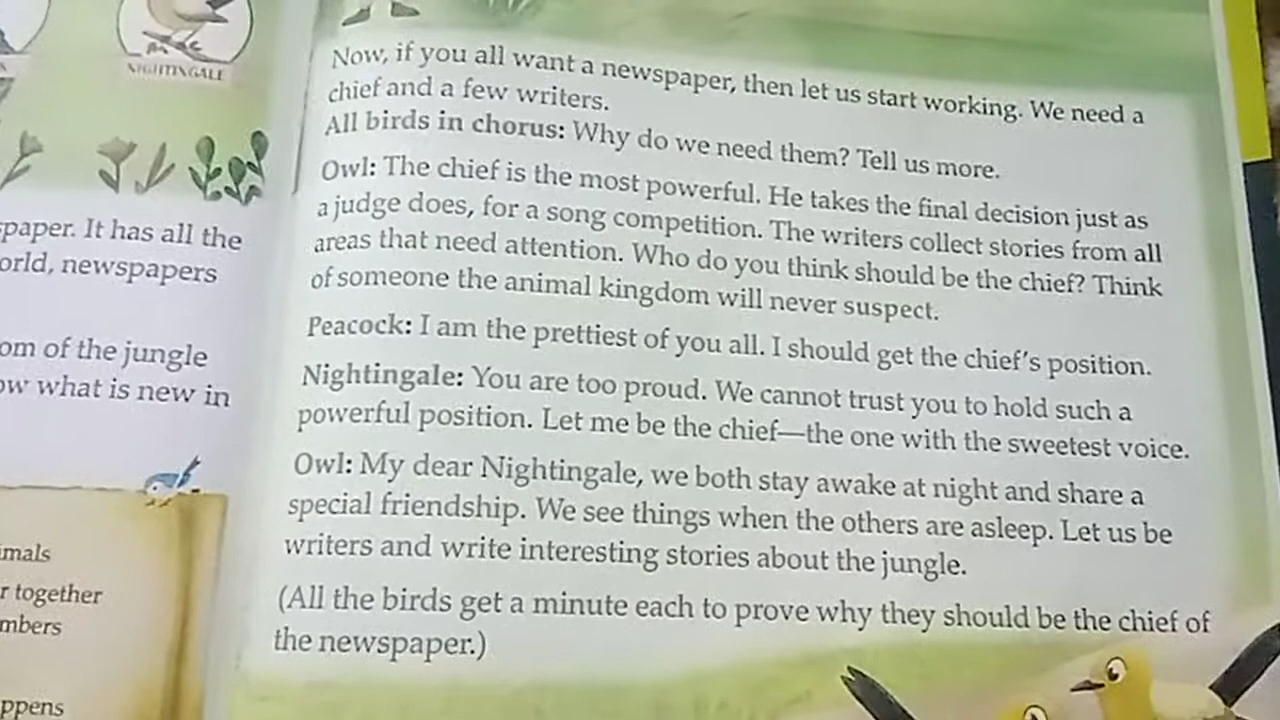 NIGHTINGALE
paper. It has all the
orld, newspapers
om of the jungle
ow what is new in
imals
r together
mbers
ppens
Now, if you all want a newspaper, then let us start working. We need a
chief and a few writers.
All birds in chorus: Why do we need them? Tell us more.
Owl: The chief is the most powerful. He takes the final decision just as
a judge does, for a song competition. The writers collect stories from all
areas that need attention. Who do you think should be the chief? Think
of someone the animal kingdom will never suspect.
Peacock: I am the prettiest of you all. I should get the chief's position.
Nightingale: You are too proud. We cannot trust you to hold such a
powerful position. Let me be the chief—the one with the sweetest voice.
Owl: My dear Nightingale, we both stay awake at night and share a
special friendship. We see things when the others are asleep. Let us be
writers and write interesting stories about the jungle.
(All the birds get a minute each to prove why they should be the chief of
the newspaper.)